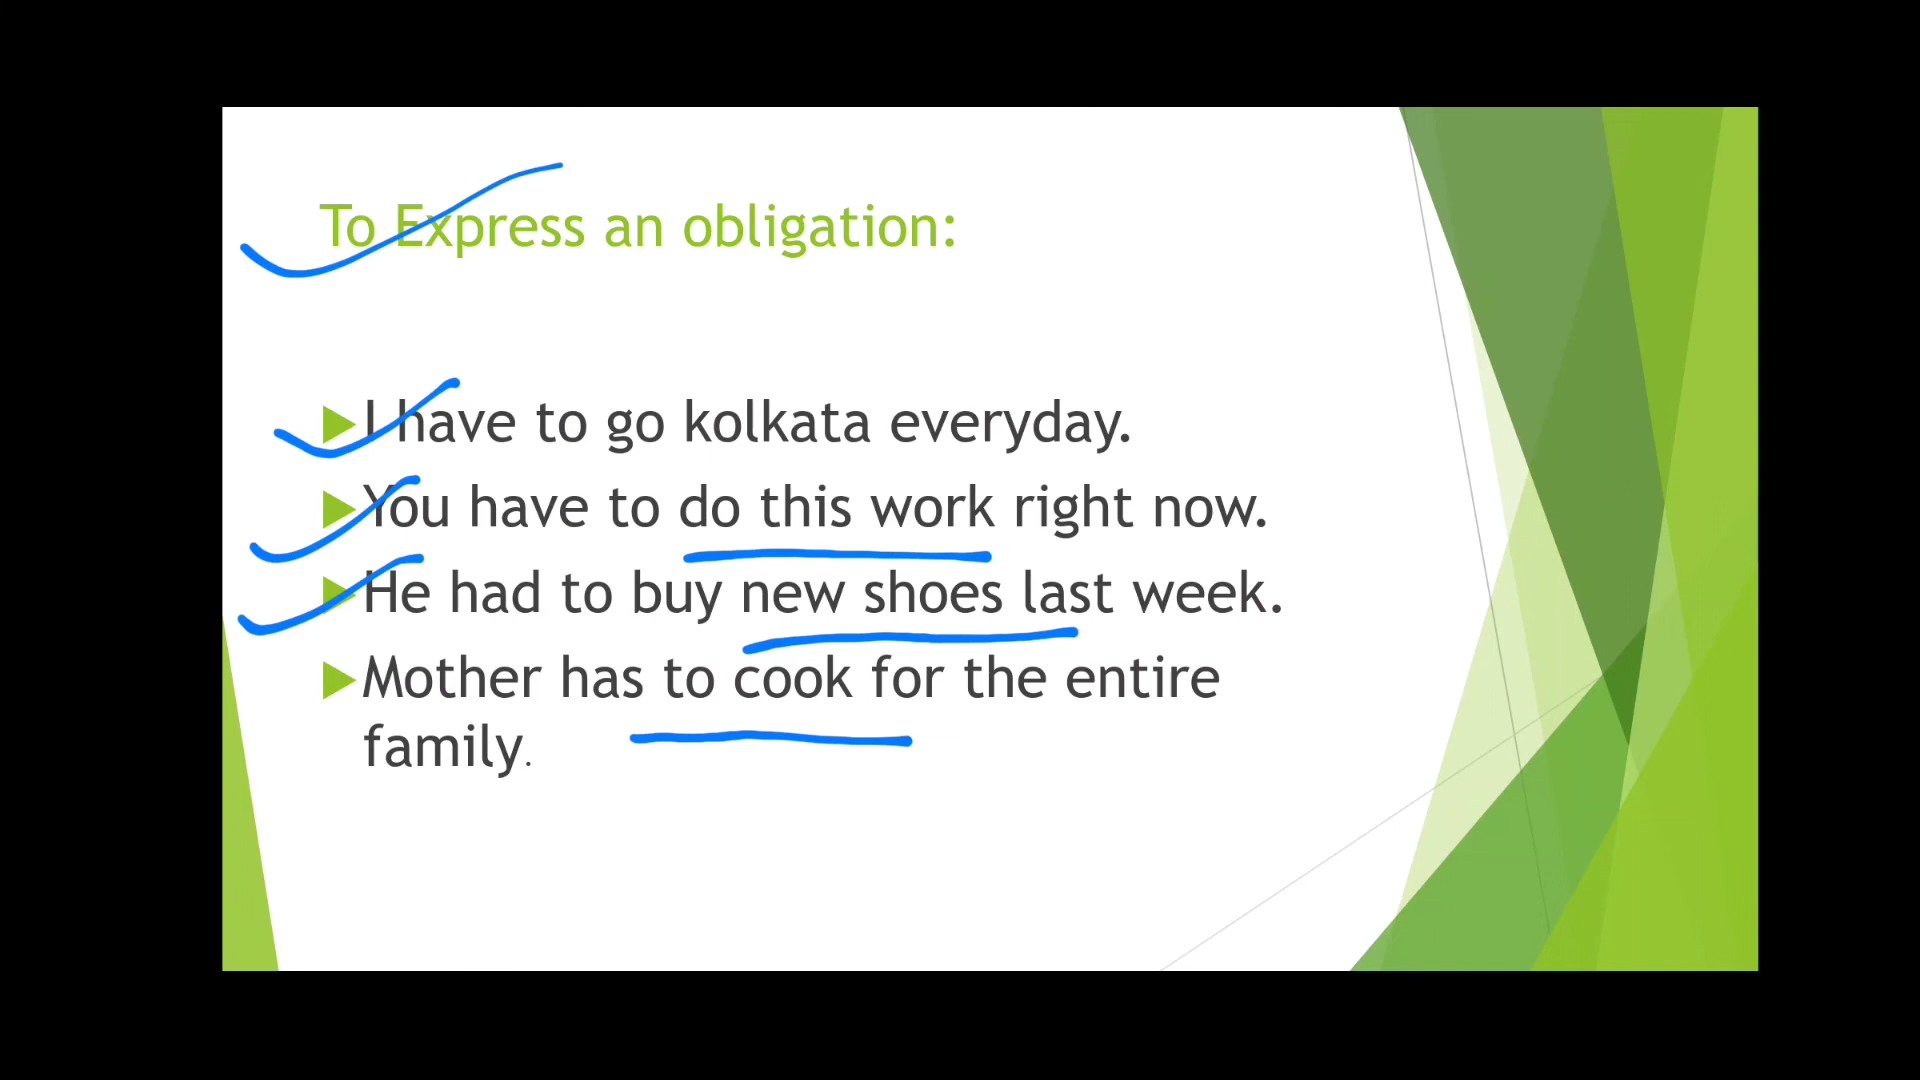 To Express an obligation:
I have to go kolkata everyday.
You have to do this work right now.
He had to buy new shoes last week.
Mother has to cook for the entire
family.